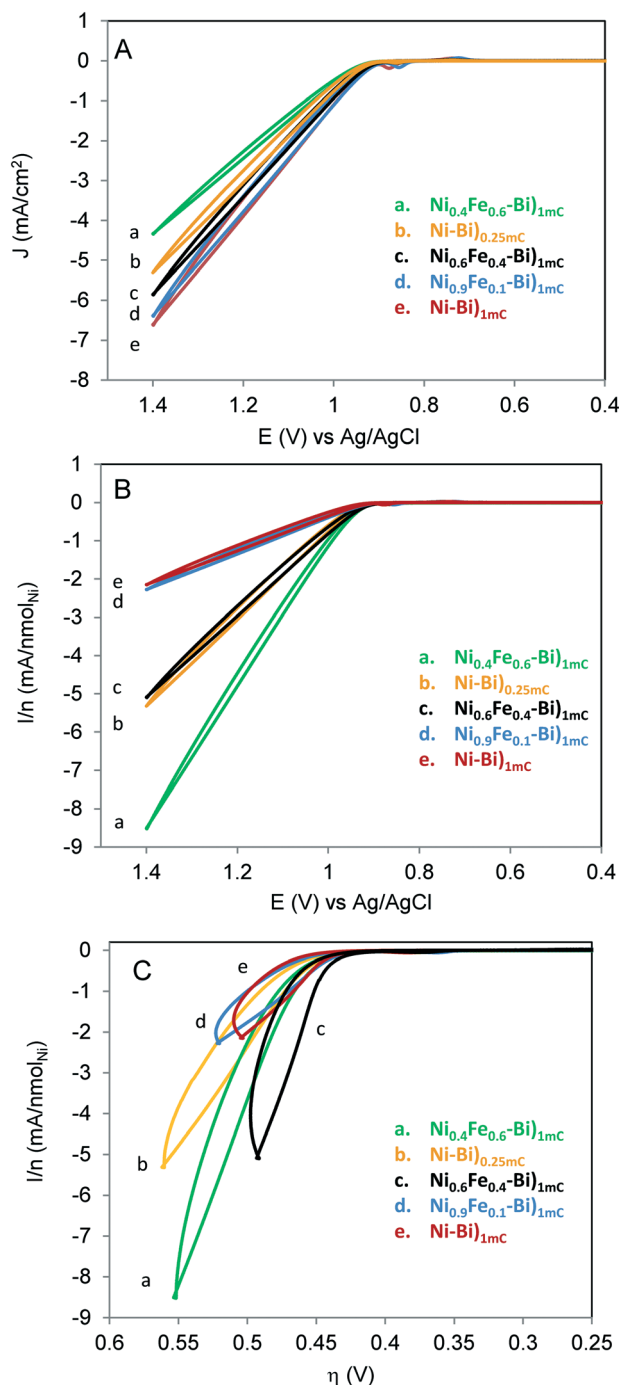 A
1
0
-1
-2
-3
-4
-5
-6
-7
-8
J (mA/cm²)
a
b
c
d
e
a. Ni₀.₄Fe₀.₆-Bi)₁mC
b. Ni-Bi)₀.₂₅mC
c. Ni₀.₆Fe₀.₄-Bi)₁mC
d. Ni₀.₉Fe₀.₁-Bi)₁mC
e. Ni-Bi)₁mC
1.4 1.2 1 0.8 0.6 0.4
E (V) vs Ag/AgCl
B
1
0
-1
-2
-3
-4
-5
-6
-7
-8
-9
I/n (mA/nmolNi)
e
d
c
b
a
a. Ni₀.₄Fe₀.₆-Bi)₁mC
b. Ni-Bi)₀.₂₅mC
c. Ni₀.₆Fe₀.₄-Bi)₁mC
d. Ni₀.₉Fe₀.₁-Bi)₁mC
e. Ni-Bi)₁mC
1.4 1.2 1 0.8 0.6 0.4
E (V) vs Ag/AgCl
C
0
-1
-2
-3
-4
-5
-6
-7
-8
-9
I/n (mA/nmolNi)
e
d
c
b
a
a. Ni₀.₄Fe₀.₆-Bi)₁mC
b. Ni-Bi)₀.₂₅mC
c. Ni₀.₆Fe₀.₄-Bi)₁mC
d. Ni₀.₉Fe₀.₁-Bi)₁mC
e. Ni-Bi)₁mC
0.6 0.55 0.5 0.45 0.4 0.35 0.3 0.25
η (V)